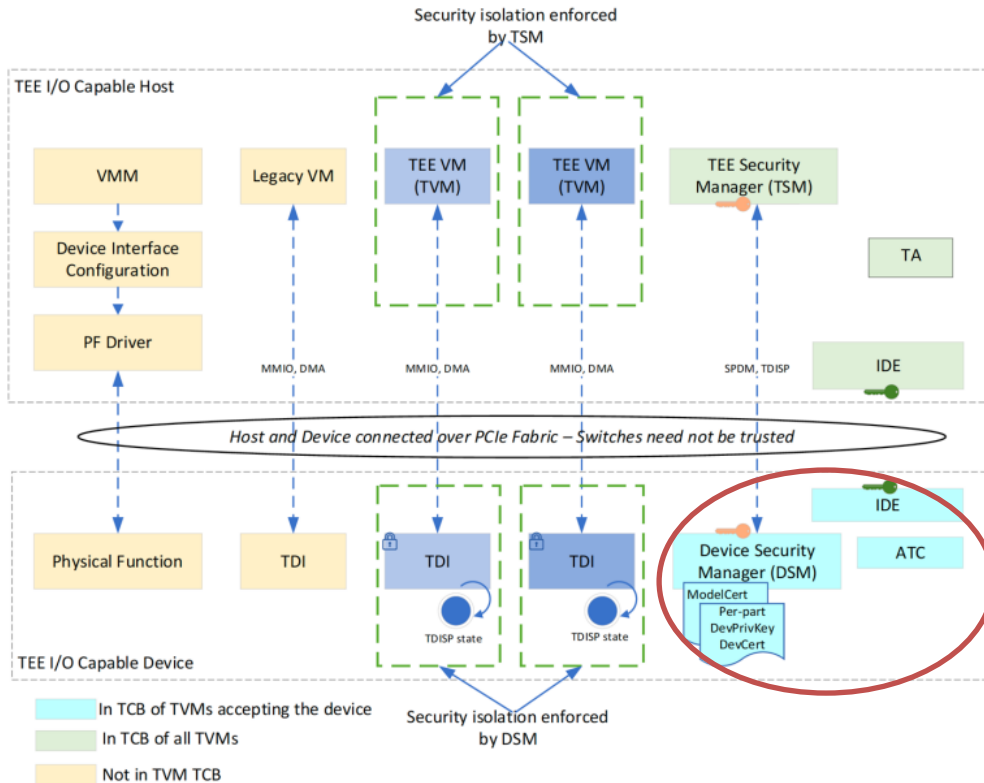 Security isolation enforced
by TSM
TEE I/O Capable Host
VMM
Legacy VM
TEE VM
(TVM)
TEE VM
(TVM)
TEE Security
Manager (TSM)
Device Interface
Configuration
TA
PF Driver
MMIO, DMA
MMIO, DMA
MMIO, DMA
SPDM, TDISP
IDE
Host and Device connected over PCIe Fabric – Switches need not be trusted
IDE
Physical Function
TDI
TDI
TDI
Device Security
Manager (DSM)
ATC
ModelCert
Per-part
DevPrivKey
DevCert
TDISP state
TDISP state
TEE I/O Capable Device
Security isolation enforced
by DSM
In TCB of TVMs accepting the device
In TCB of all TVMs
Not in TVM TCB